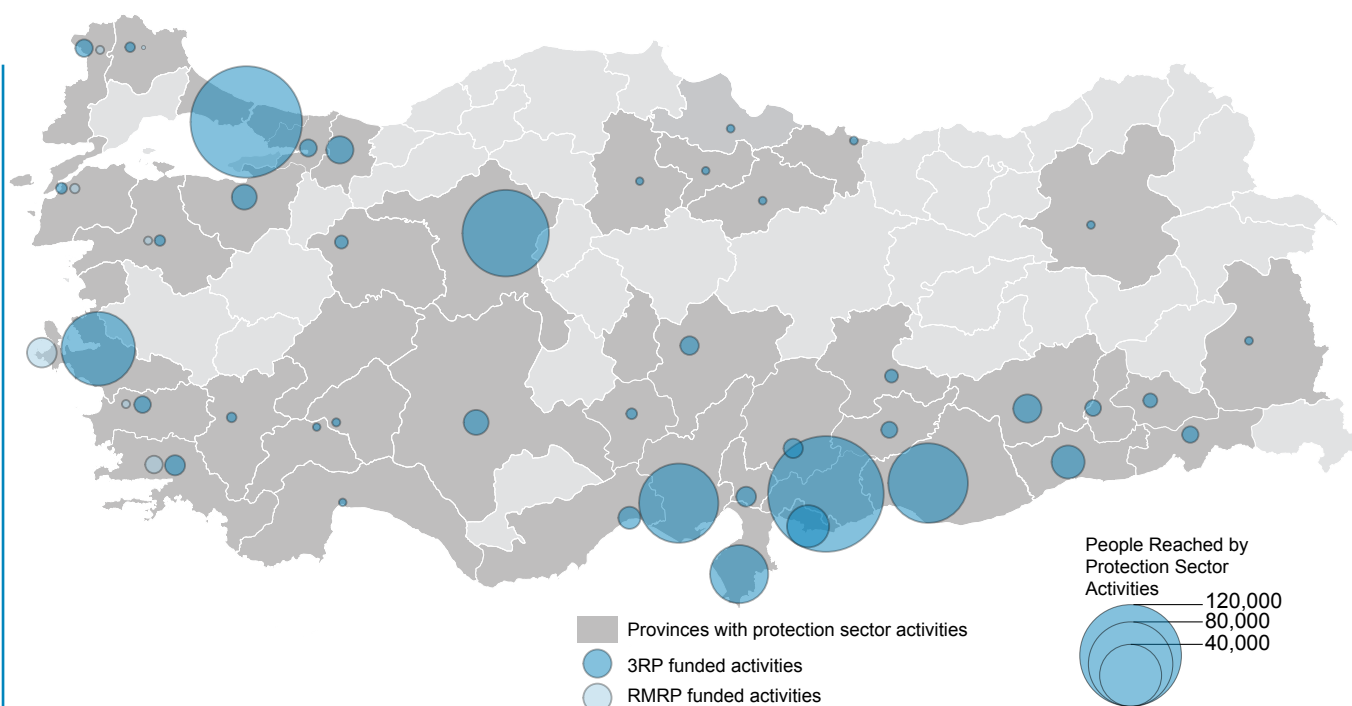 People Reached by
Protection Sector
Activities
120,000
80,000
40,000
Provinces with protection sector activities
3RP funded activities
RMRP funded activities